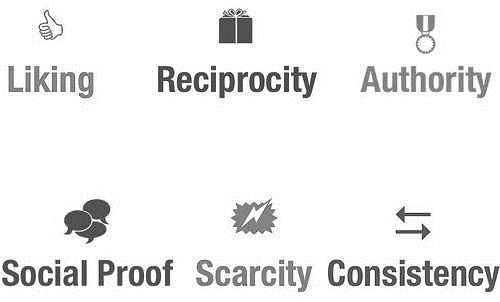 Liking Reciprocity Authority
Social Proof Scarcity Consistency